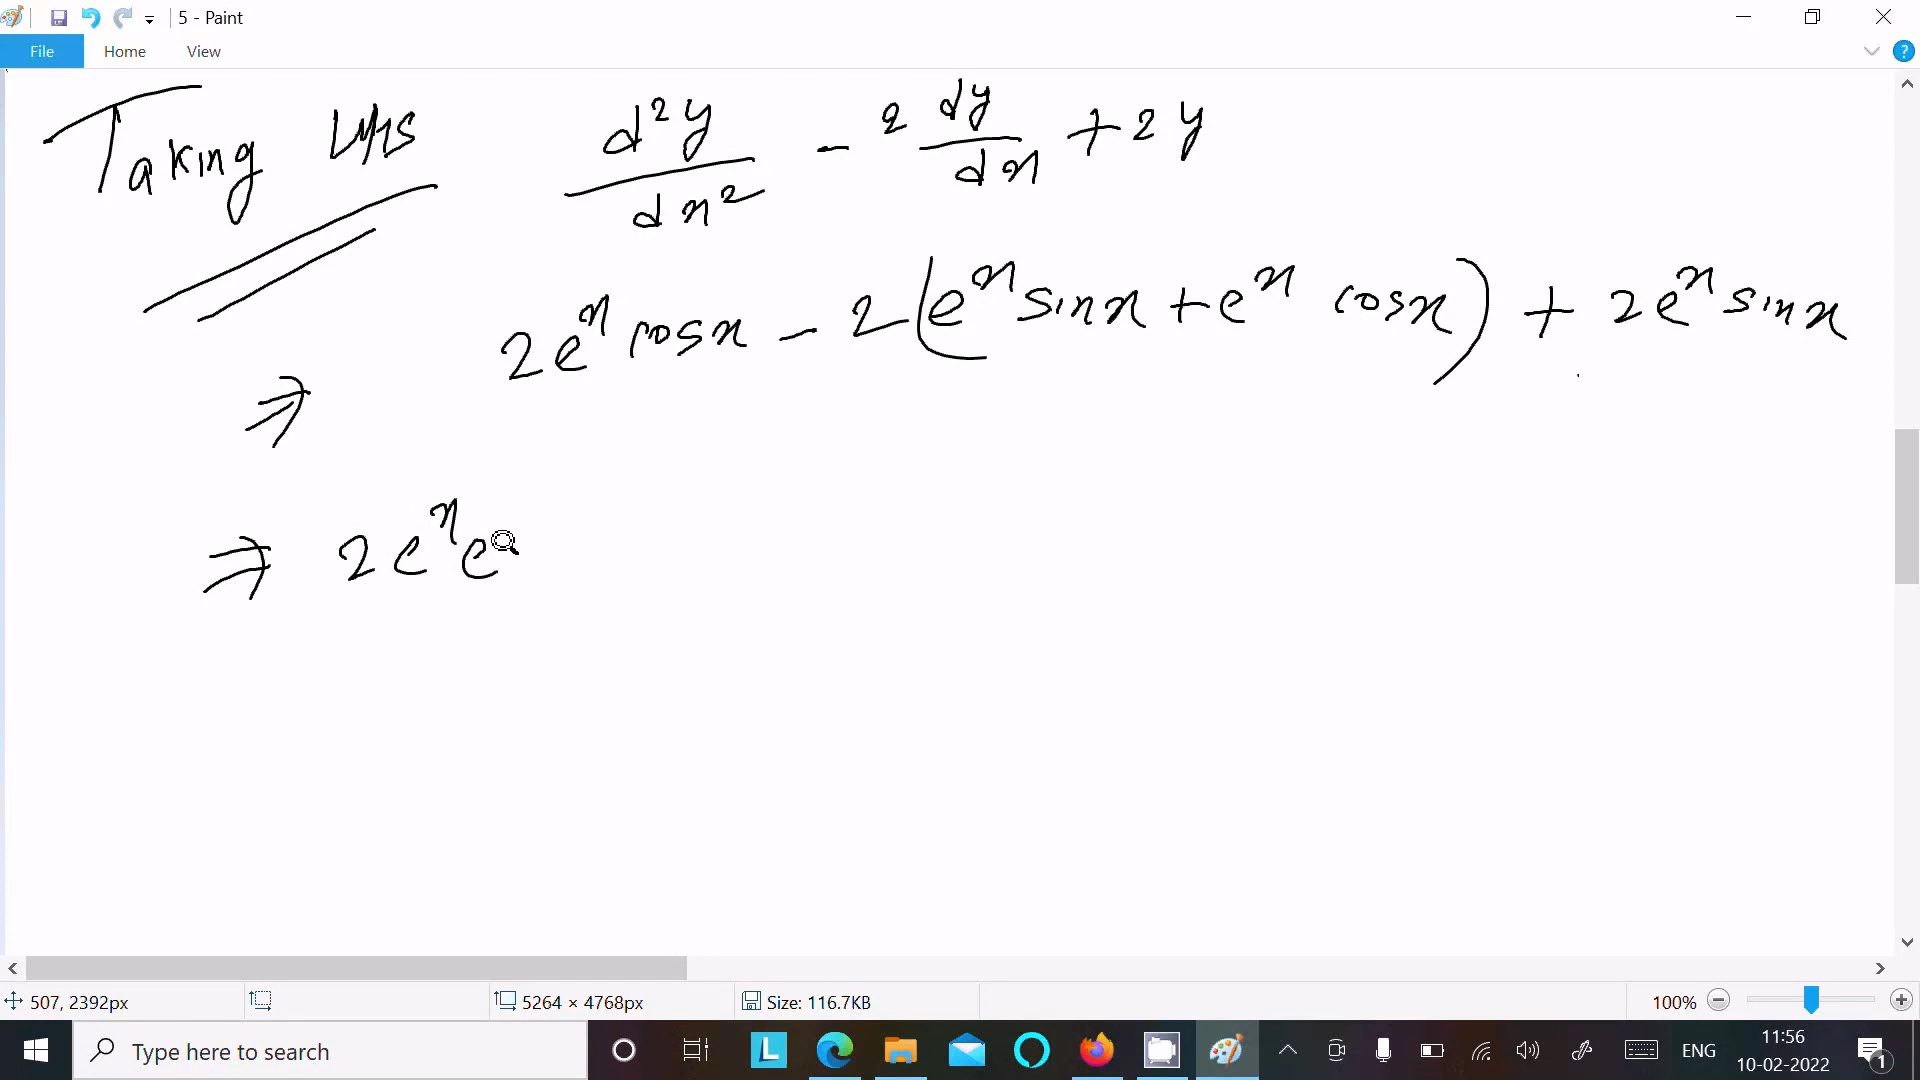 5 - Paint
File Home View
Taking LHS d²y/dx² - 2 dy/dx + 2y
⇒ 2eˣ cosx - 2(eˣ sinx + eˣ cosx) + 2eˣ sinx
⇒ 2eˣe
507, 2392px 5264 × 4768px Size: 116.7KB 100%
Type here to search L ENG 11:56
10-02-2022 1